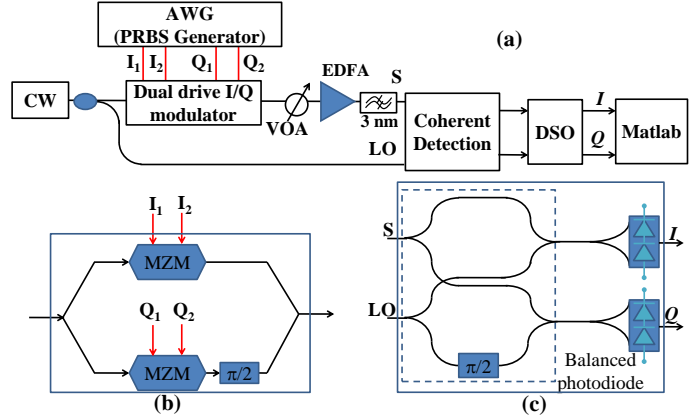 AWG
(PRBS Generator)
(a)
I1 I2 Q1 Q2
EDFA
S
CW
Dual drive I/Q
modulator
VOA
3 nm
LO
Coherent
Detection
DSO
I
Q
Matlab
I1 I2
MZM
Q1 Q2
MZM
π/2
(b)
S
LO
π/2
I
Q
Balanced
photodiode
(c)